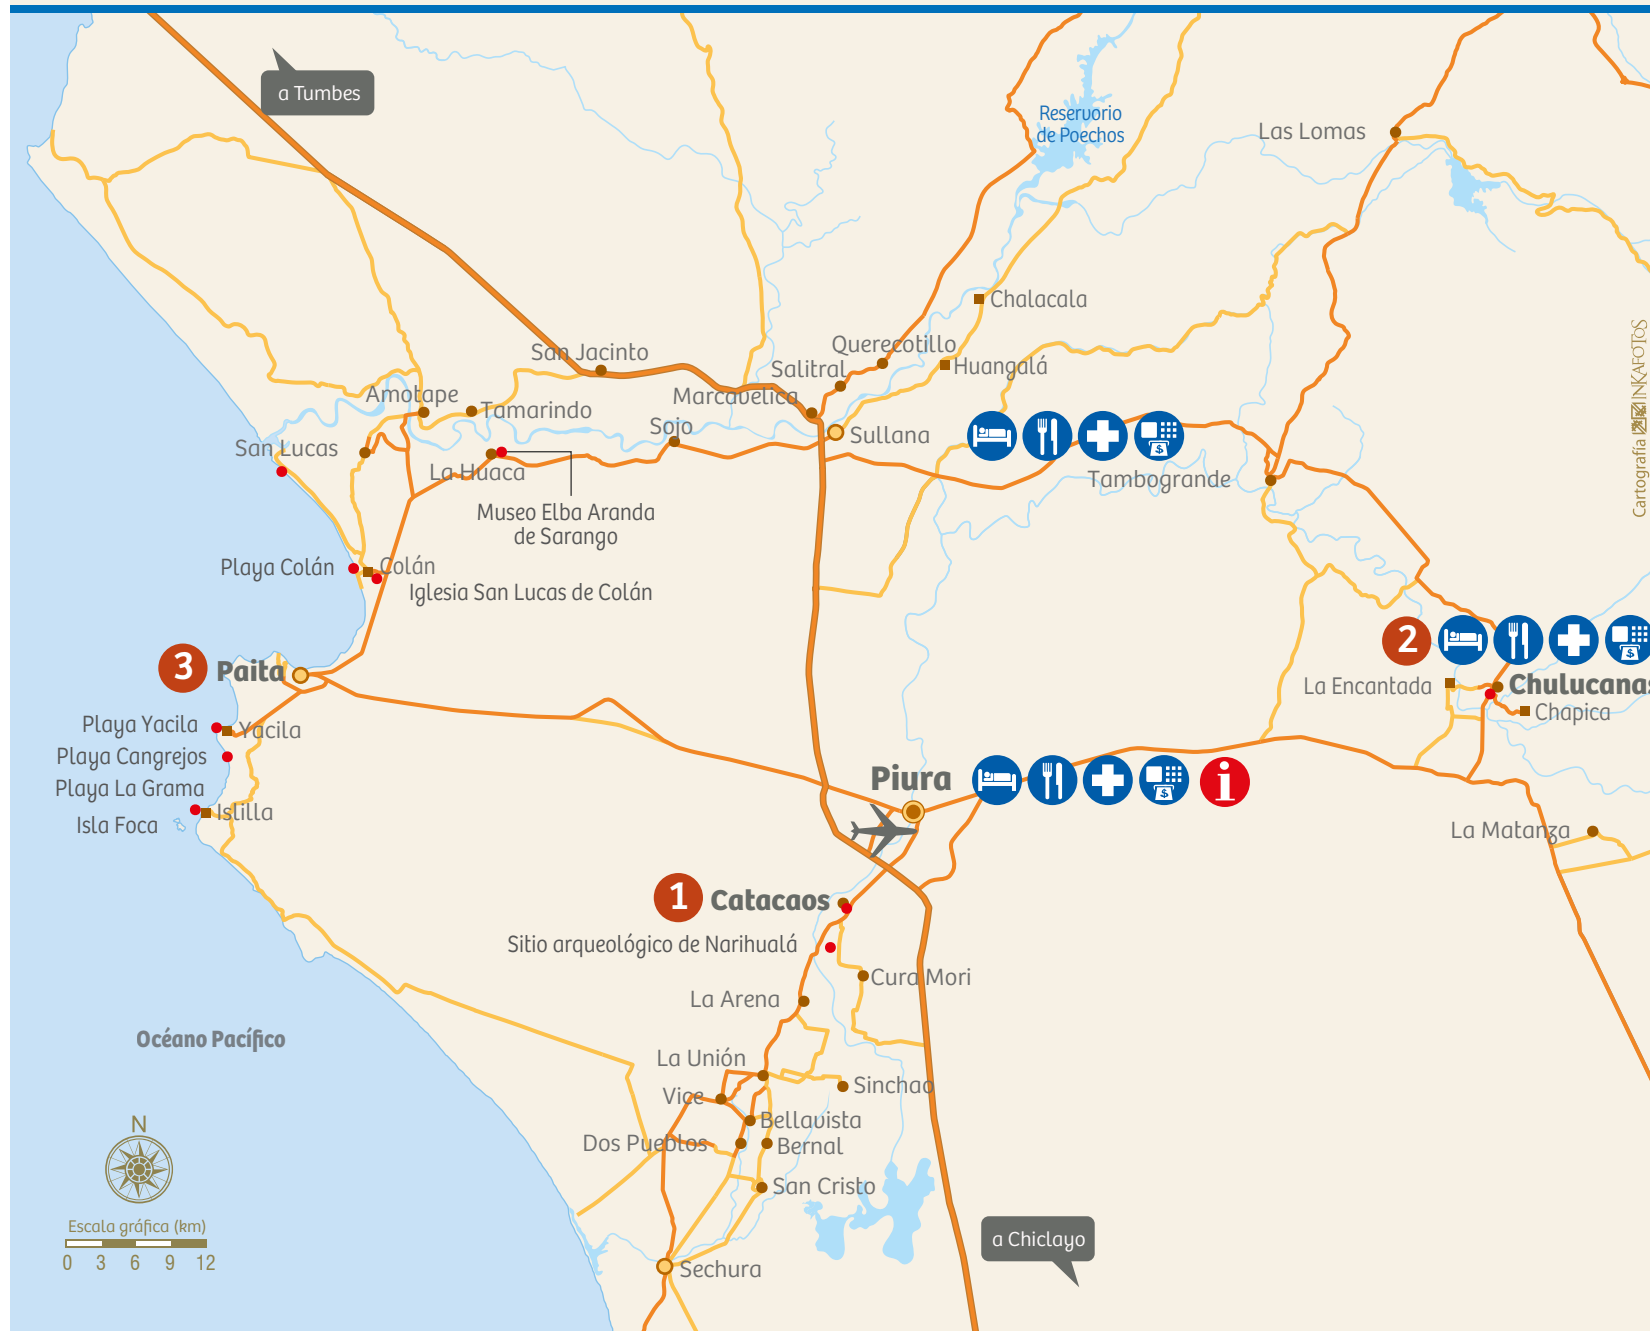 a Tumbes
Reservorio
de Poechos
Las Lomas
Chalacala
Querecotillo
San Jacinto
Salitral
Huangalá
Marcavelica
Amotape
Tamarindo
Sojo
Sullana
San Lucas
La Huaca
Tambogrande
Museo Elba Aranda
de Sarango
Playa Colán
Colán
Iglesia San Lucas de Colán
3 Paita
2
La Encantada
Chulucanas
Chapica
Playa Yacila
Yacila
Playa Cangrejos
Playa La Grama
Islilla
Isla Foca
Piura
i
La Matanza
1 Catacaos
Sitio arqueológico de Narihualá
Cura Mori
La Arena
Océano Pacífico
La Unión
Sinchao
Vice
Bellavista
Dos Pueblos
Bernal
San Cristo
N
Escala gráfica (km)
0 3 6 9 12
a Chiclayo
Sechura
Cartografía INKAFOTOS